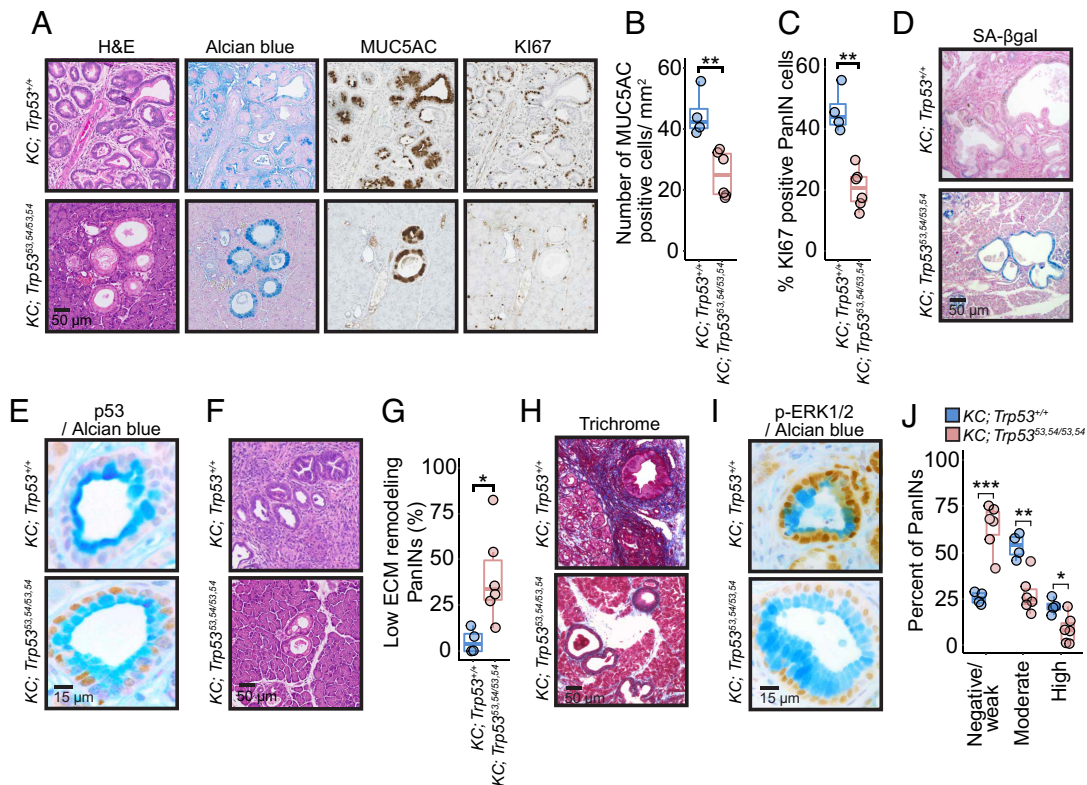 A
H&E
Alcian blue
MUC5AC
KI67
KC; Trp53+/+
KC; Trp5353,54/53,54
50 µm
B
Number of MUC5AC
positive cells/ mm2
60
40
20
0
**
KC; Trp53+/+
KC; Trp5353,54/53,54
C
% KI67 positive PanIN cells
60
40
20
0
**
KC; Trp53+/+
KC; Trp5353,54/53,54
D
SA-βgal
KC; Trp53+/+
KC; Trp5353,54/53,54
50 µm
E
p53
/ Alcian blue
KC; Trp53+/+
KC; Trp5353,54/53,54
15 µm
F
KC; Trp53+/+
KC; Trp5353,54/53,54
50 µm
G
Low ECM remodeling
PanINs (%)
100
75
50
25
0
*
KC; Trp53+/+
KC; Trp5353,54/53,54
H
Trichrome
KC; Trp53+/+
KC; Trp5353,54/53,54
50 µm
I
p-ERK1/2
/ Alcian blue
KC; Trp53+/+
KC; Trp5353,54/53,54
15 µm
J
KC; Trp53+/+
KC; Trp5353,54/53,54
Percent of PanINs
100
75
50
25
0
***
**
*
Negative/
weak
Moderate
High